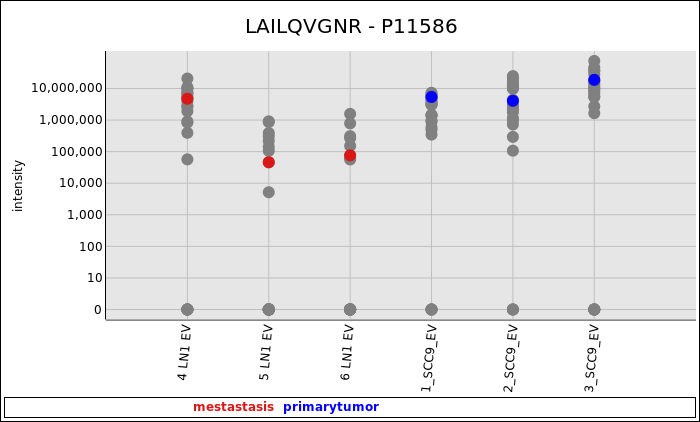 LAILQVGNR - P11586
intensity
10,000,000
1,000,000
100,000
10,000
1,000
100
10
0
4 LN1 EV
5 LN1 EV
6 LN1 EV
1_SCC9_EV
2_SCC9_EV
3_SCC9_EV
mestastasis primarytumor